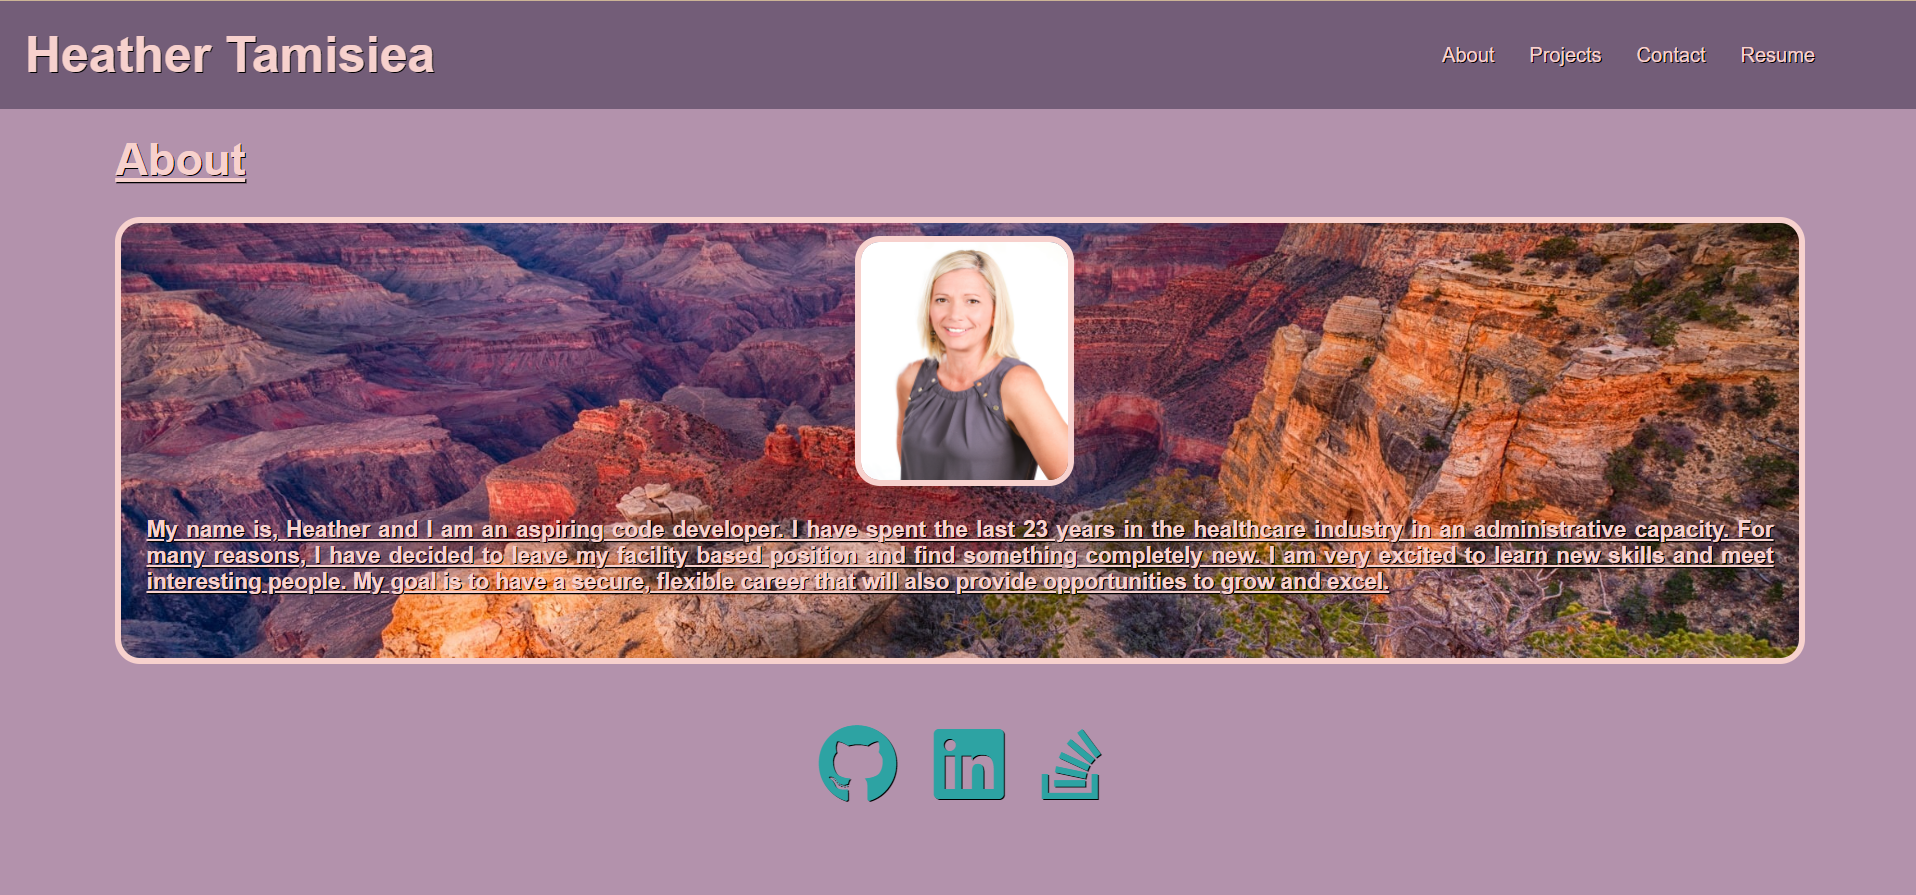 Heather Tamisiea
About Projects Contact Resume
About
My name is, Heather and I am an aspiring code developer. I have spent the last 23 years in the healthcare industry in an administrative capacity. For
many reasons, I have decided to leave my facility based position and find something completely new. I am very excited to learn new skills and meet
interesting people. My goal is to have a secure, flexible career that will also provide opportunities to grow and excel.
in